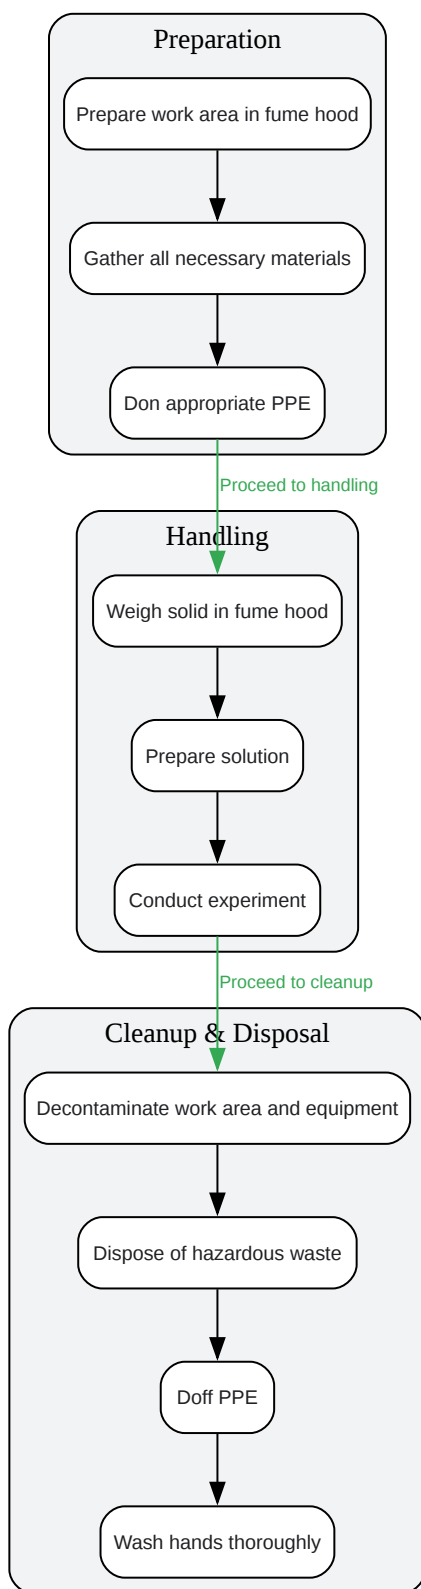 Preparation
Prepare work area in fume hood
Gather all necessary materials
Don appropriate PPE
Proceed to handling
Handling
Weigh solid in fume hood
Prepare solution
Conduct experiment
Proceed to cleanup
Cleanup & Disposal
Decontaminate work area and equipment
Dispose of hazardous waste
Doff PPE
Wash hands thoroughly